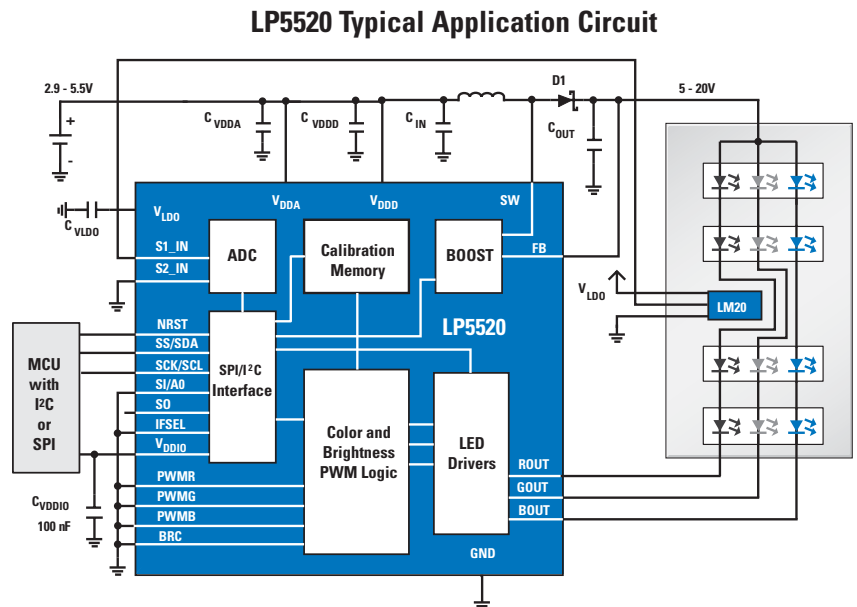 LP5520 Typical Application Circuit
2.9 - 5.5V
D1
5 - 20V
C VDDA
C VDDD
C IN
C OUT
+
-
C VLDO
V LDO
V DDA
V DDD
SW
S1_IN
S2_IN
ADC
Calibration
Memory
BOOST
FB
LP5520
V LDO
LM20
MCU
with
I²C
or
SPI
NRST
SS/SDA
SCK/SCL
SI/A0
SO
IFSEL
V DDIO
SPI/I²C
Interface
Color and
Brightness
PWM Logic
LED
Drivers
ROUT
GOUT
BOUT
C VDDIO
100 nF
PWMR
PWMG
PWMB
BRC
GND